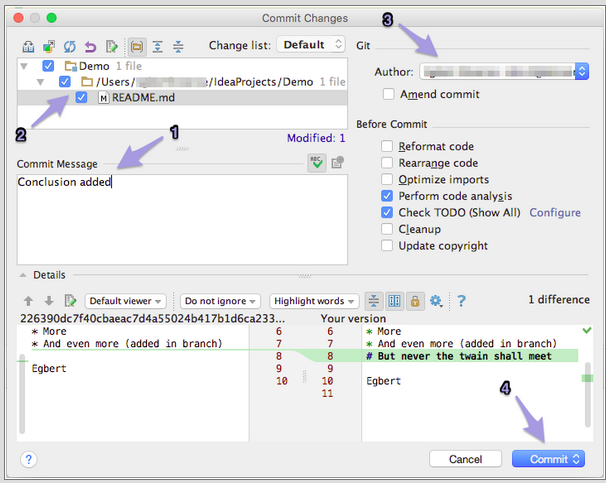 Commit Changes
3
Change list: Default
Git
Demo 1 file
/Users/ /IdeaProjects/Demo 1 file
README.md
Author:
Amend commit
2
1
Modified: 1
Before Commit
Commit Message
ABC
Conclusion added
Reformat code
Rearrange code
Optimize imports
Perform code analysis
Check TODO (Show All) Configure
Cleanup
Update copyright
Details
Default viewer Do not ignore Highlight words ? 1 difference
226390dc7f40cbaeac7d4a55024b417b1d6ca233... Your version
* More 6 6 * More
* And even more (added in branch) 7 7 * And even more (added in branch)
8 8 # But never the twain shall meet
Egbert 9 9
10 10 Egbert
11
4
? Cancel Commit